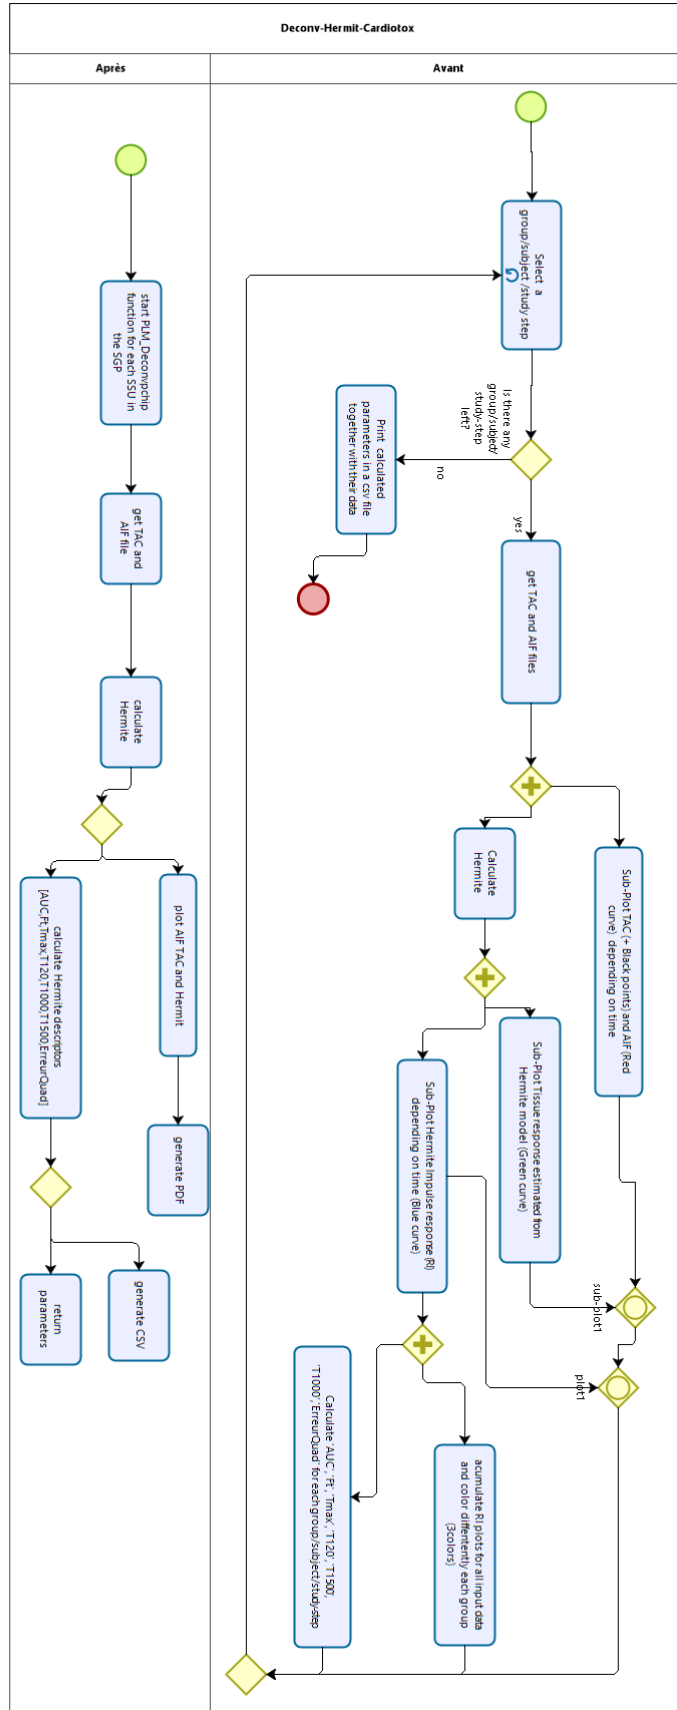 Deconv-Hermit-Cardiotox
Après
Avant
start PLM_Deconvpchip
function for each SSU in
the SGP
get TAC and
AIF file
calculate
Hermite
plot AIF TAC and Hermit
generate PDF
calculate Hermite descriptors
[AUC,Ft,Tmax,T120,T1000,T1500,ErreurQuad]
generate CSV
return
parameters
Select a
group/subject /study step
Is there any
group/subject/
study-step
left?
no
yes
Print calculated
parameters in a csv file
together with their data
get TAC and AIF files
Calculate
Hermite
Sub-Plot TAC (+ Black points) and AIF (Red
curve) depending on time
Sub-Plot Tissue response estimated from
Hermite model (Green curve)
Sub-Plot Hermite Impulse response (RI)
depending on time (Blue curve)
sub-plot1
plot1
acumulate RI plots for all input data
and color differtently each group
(3colors)
Calculate 'AUC', 'Ft', 'Tmax', 'T120', 'T1500',
'T1000', 'ErreurQuad' for each group/subject/study-step